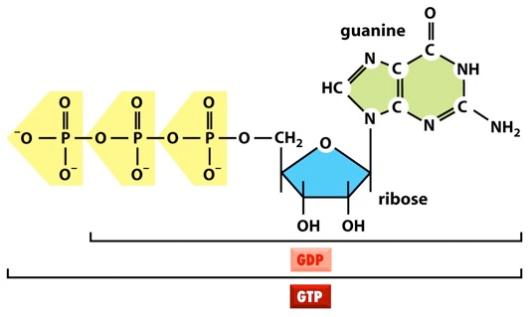 O
guanine
C
N
C
NH
HC
C
C
N
N
NH₂
O O O
⁻O—P—O—P—O—P—O—CH₂
O⁻ O⁻ O⁻
O
ribose
OH OH
GDP
GTP